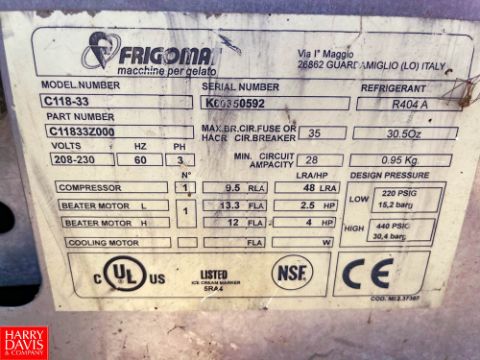 FRIGOMAT
macchine per gelato
Via I° Maggio
26862 GUARDAMIGLIO (LO) ITALY
MODEL NUMBER SERIAL NUMBER REFRIGERANT
C118-33 K00350592 R404 A
PART NUMBER
C11833Z000 MAX.BR.CIR.FUSE OR HACR CIR.BREAKER 35 30.5Oz
VOLTS HZ PH
208-230 60 3 MIN. CIRCUIT AMPACITY 28 0.95 Kg.
N° LRA/HP DESIGN PRESSURE
COMPRESSOR 1 9.5 RLA 48 LRA
BEATER MOTOR L 1 13.3 FLA 2.5 HP
BEATER MOTOR H 12 FLA 4 HP
COOLING MOTOR FLA W
LOW 220 PSIG
15,2 barg
HIGH 440 PSIG
30,4 barg
C UL US
LISTED
ICE CREAM MAKER
5RA4
NSF
CE
HARRY
DAVIS &
COMPANY